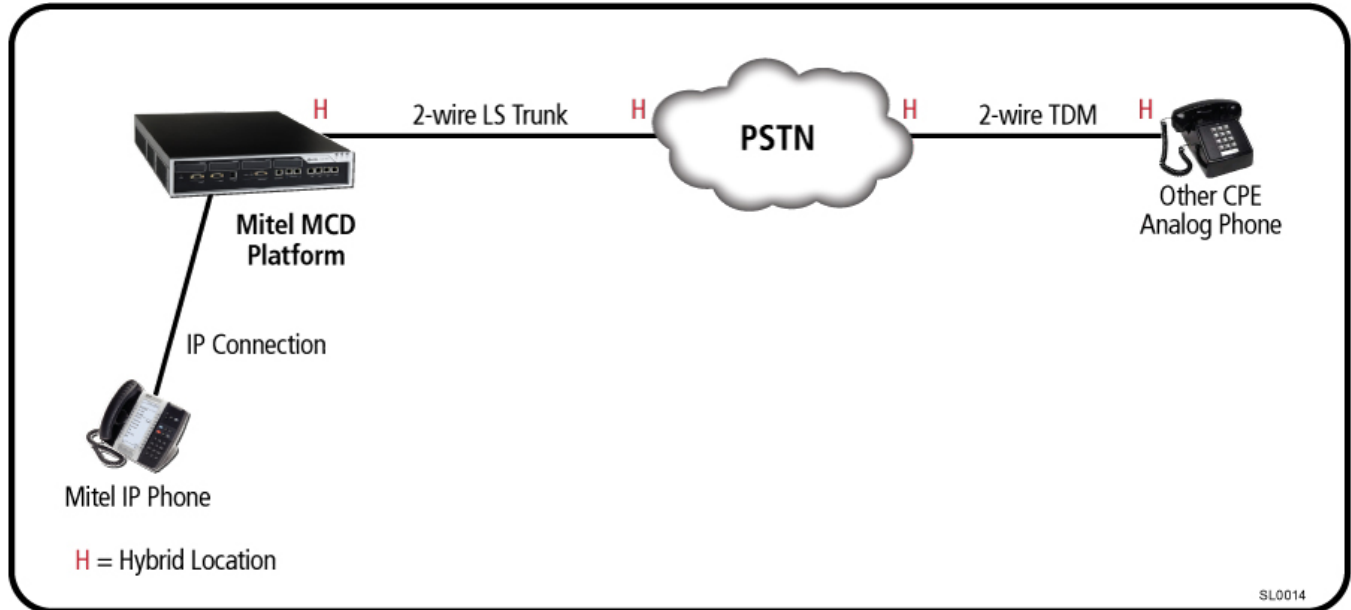 H
2-wire LS Trunk
H
PSTN
H
2-wire TDM
H
Mitel MCD
Platform
Other CPE
Analog Phone
IP Connection
Mitel IP Phone
H = Hybrid Location
SL0014